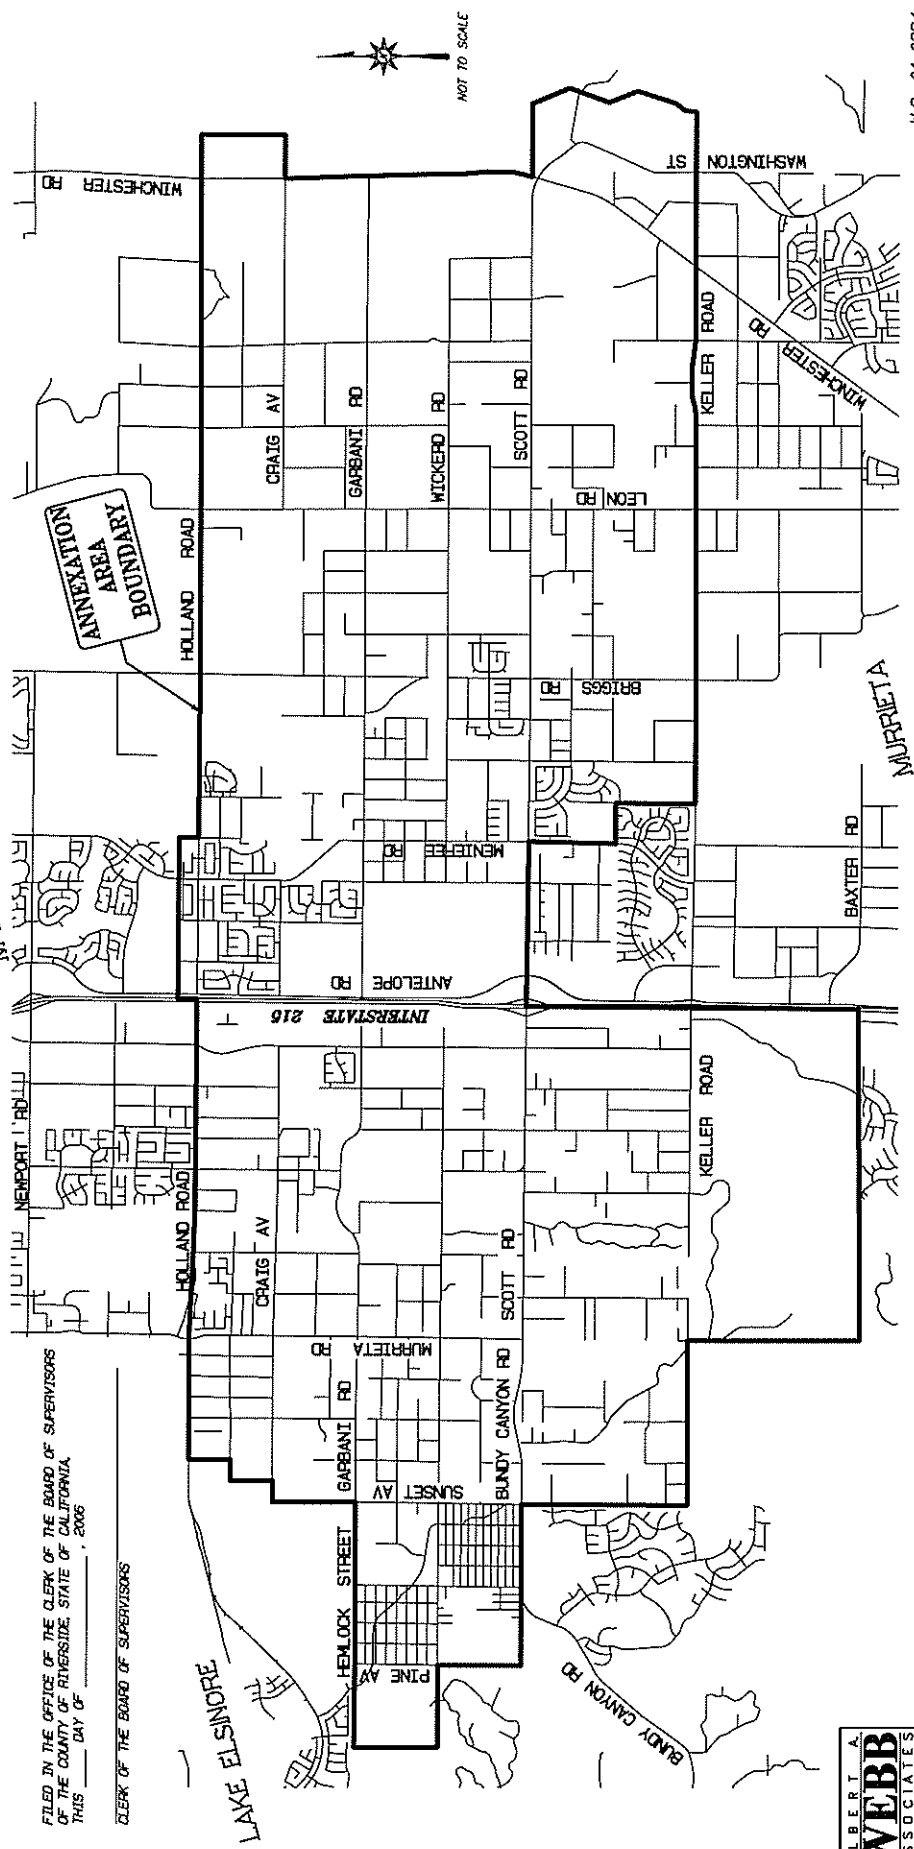 FILED IN THE OFFICE OF THE CLERK OF THE BOARD OF SUPERVISORS
OF THE COUNTY OF RIVERSIDE, STATE OF CALIFORNIA,
THIS ______ DAY OF ______________, 2006
CLERK OF THE BOARD OF SUPERVISORS
NEWPORT RD
HOLLAND ROAD
HOLLAND ROAD
ANNEXATION
AREA
BOUNDARY
WINCHESTER RD
NOT TO SCALE
LAKE ELSINORE
CRAIG AV
CRAIG AV
HEMLOCK STREET
GARBANI RD
GARBANI RD
MURRIETA RD
INTERSTATE 215
ANTELOPE RD
MENIEFEE RD
WICKERD RD
PINE AV
SUNSET AV
BUNDY CANYON RD
SCOTT RD
SCOTT RD
BRIGGS RD
LEON RD
WASHINGTON ST
BUNDY CANYON RD
KELLER ROAD
KELLER ROAD
WINCHESTER RD
BAXTER RD
MURRIETA
WEBB